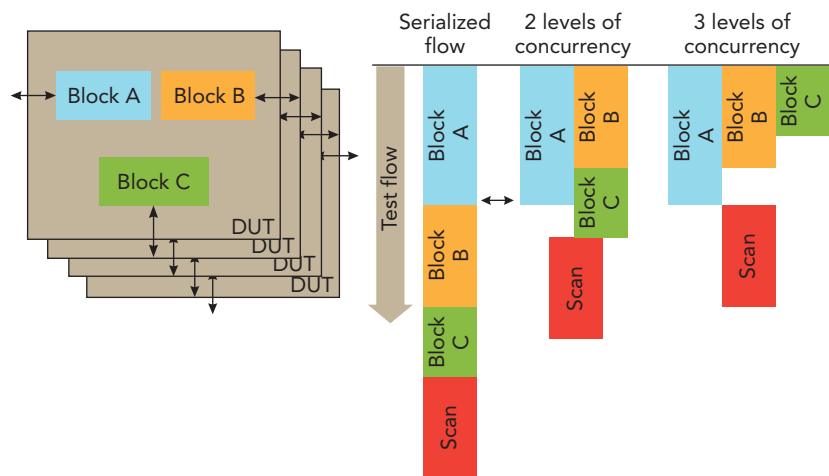 Serialized
flow
2 levels of
concurrency
3 levels of
concurrency
Block A
Block B
Block C
DUT
DUT
DUT
DUT
Test flow
Block
A
Block
B
Block
C
Scan
Block
A
Block
B
Block
C
Scan
Block
A
Block
B
Block
C
Scan